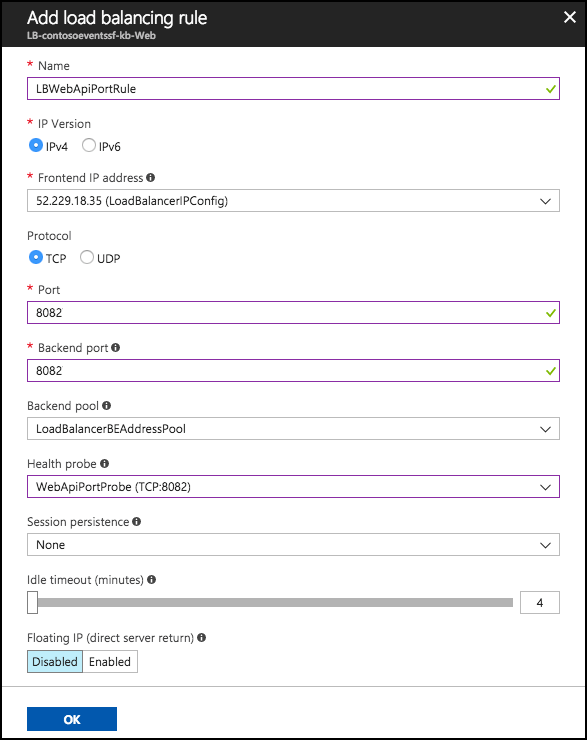 Add load balancing rule
LB-contosoeventssf-kb-Web
* Name
LBWebApiPortRule
* IP Version
IPv4 IPv6
* Frontend IP address
52.229.18.35 (LoadBalancerIPConfig)
Protocol
TCP UDP
* Port
8082
* Backend port
8082
Backend pool
LoadBalancerBEAddressPool
Health probe
WebApiPortProbe (TCP:8082)
Session persistence
None
Idle timeout (minutes)
4
Floating IP (direct server return)
Disabled Enabled
OK